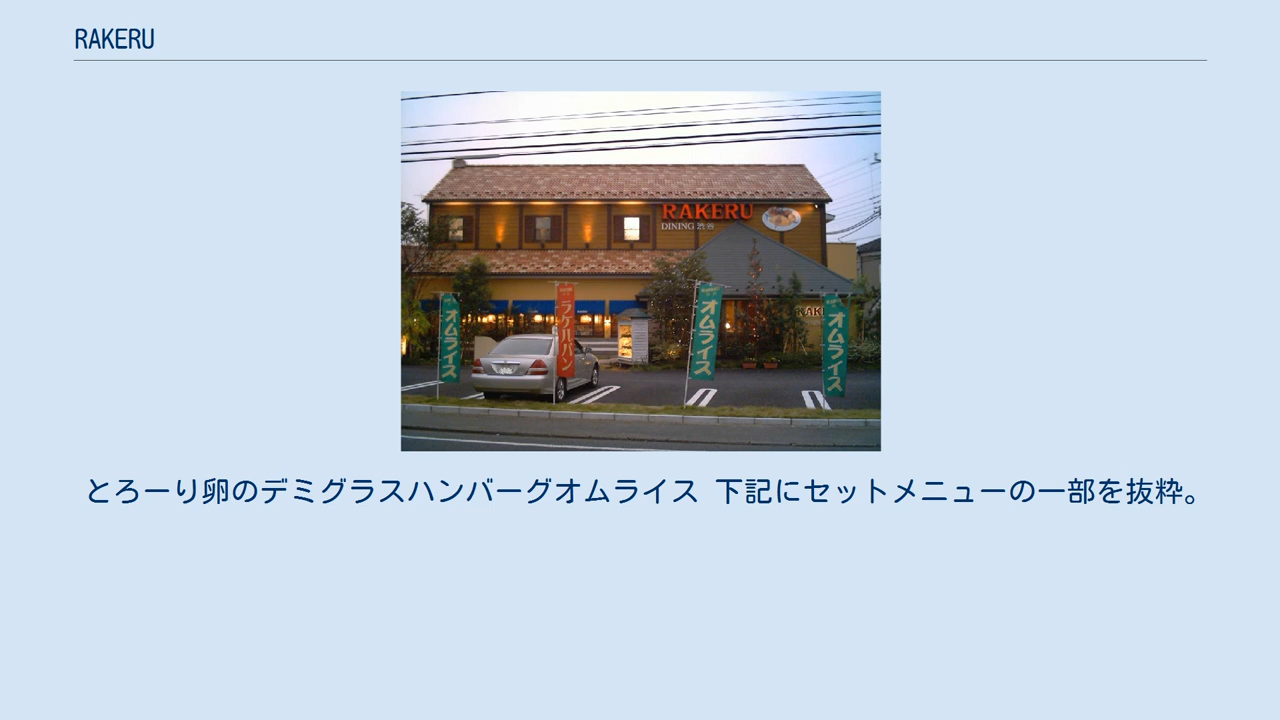 RAKERU
RAKERU
DINING 渋谷
オムライス
ラケルパン
オムライス
オムライス
とろーり卵のデミグラスハンバーグオムライス 下記にセットメニューの一部を抜粋。